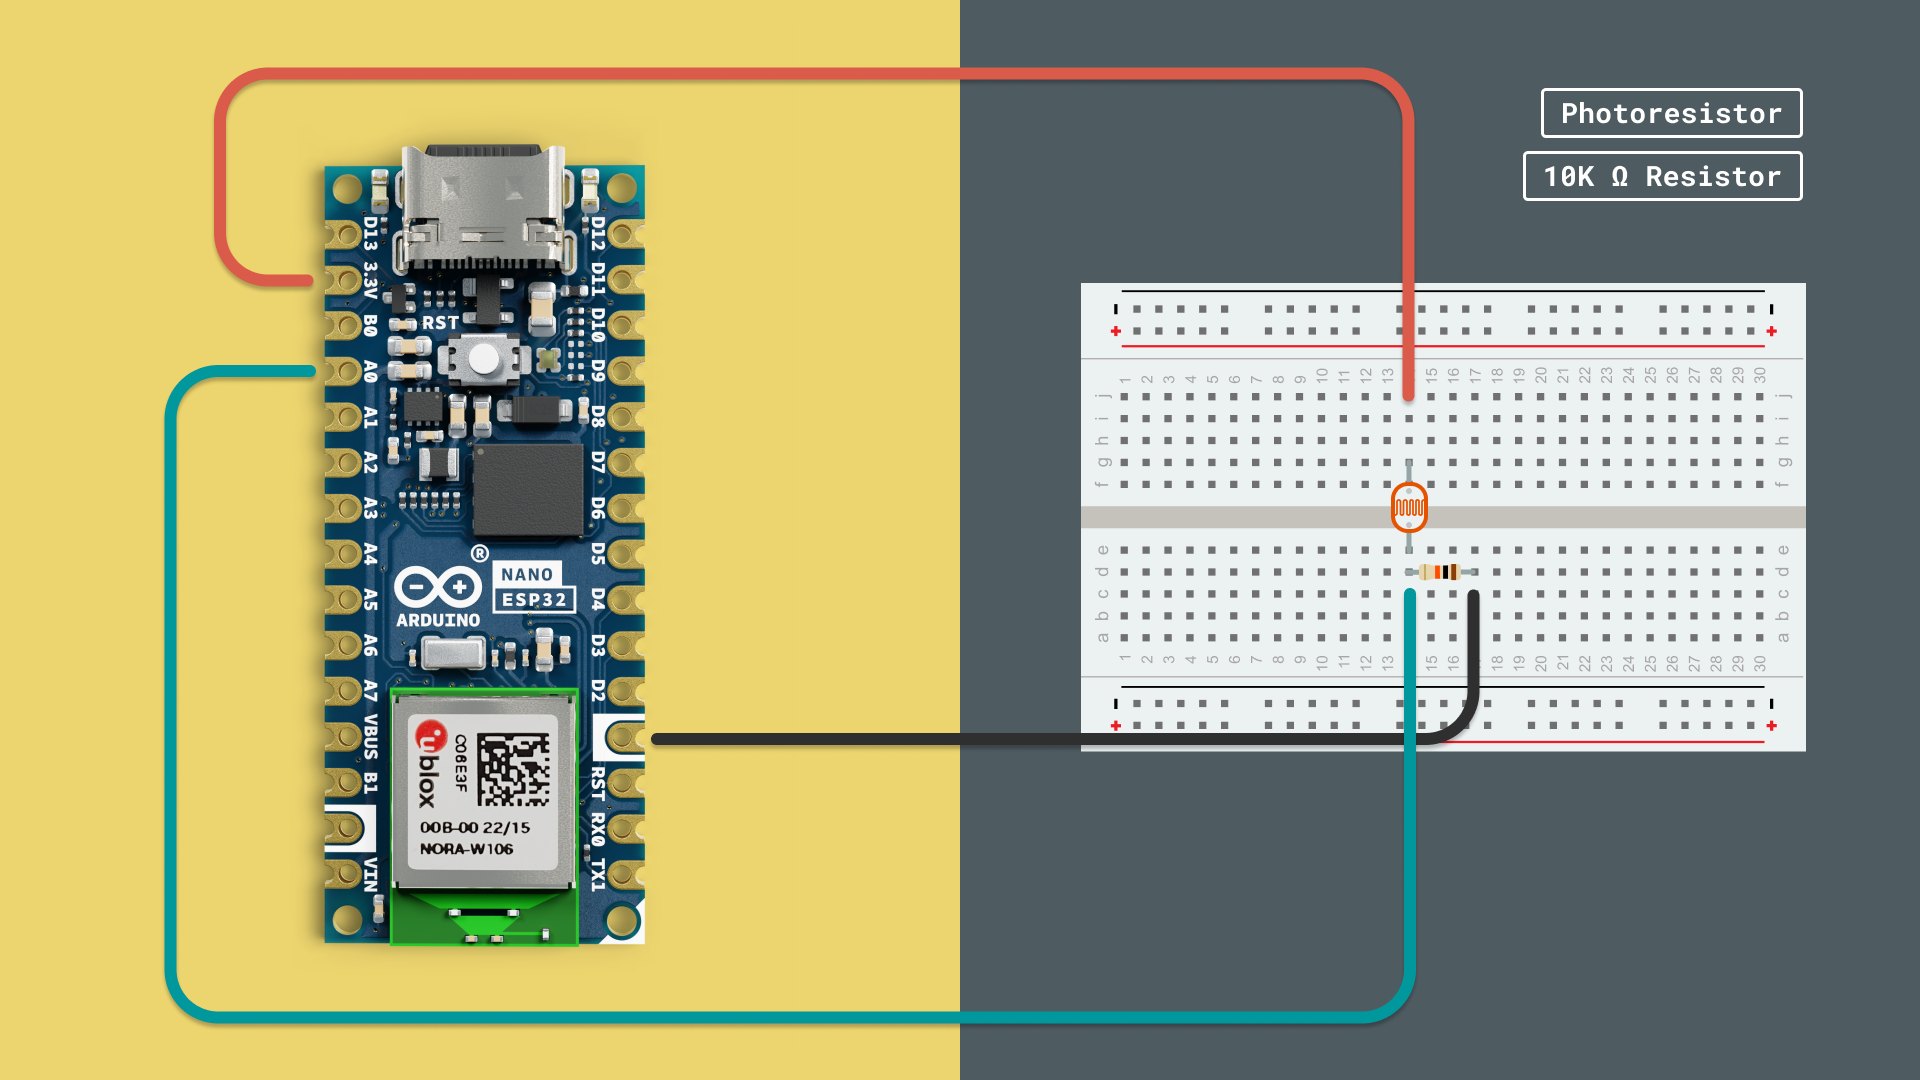 Photoresistor
10K Ω Resistor
D13
3.3V
B0
A0
A1
A2
A3
A4
A5
A6
A7
VBUS
B1
VIN
D12
D11
D10
D9
D8
D7
D6
D5
D4
D3
D2
RST
RX0
TX1
RST
®
NANO
ESP32
ARDUINO
ublox
C08E3F
00B-00 22/15
NORA-W106
1 2 3 4 5 6 7 8 9 10 11 12 13 15 16 17 18 19 20 21 22 23 24 25 26 27 28 29 30
j j
i i
h h
g g
f f
e e
d d
c c
b b
a a
1 2 3 4 5 6 7 8 9 10 11 12 13 15 16 18 19 20 21 22 23 24 25 26 27 28 29 30